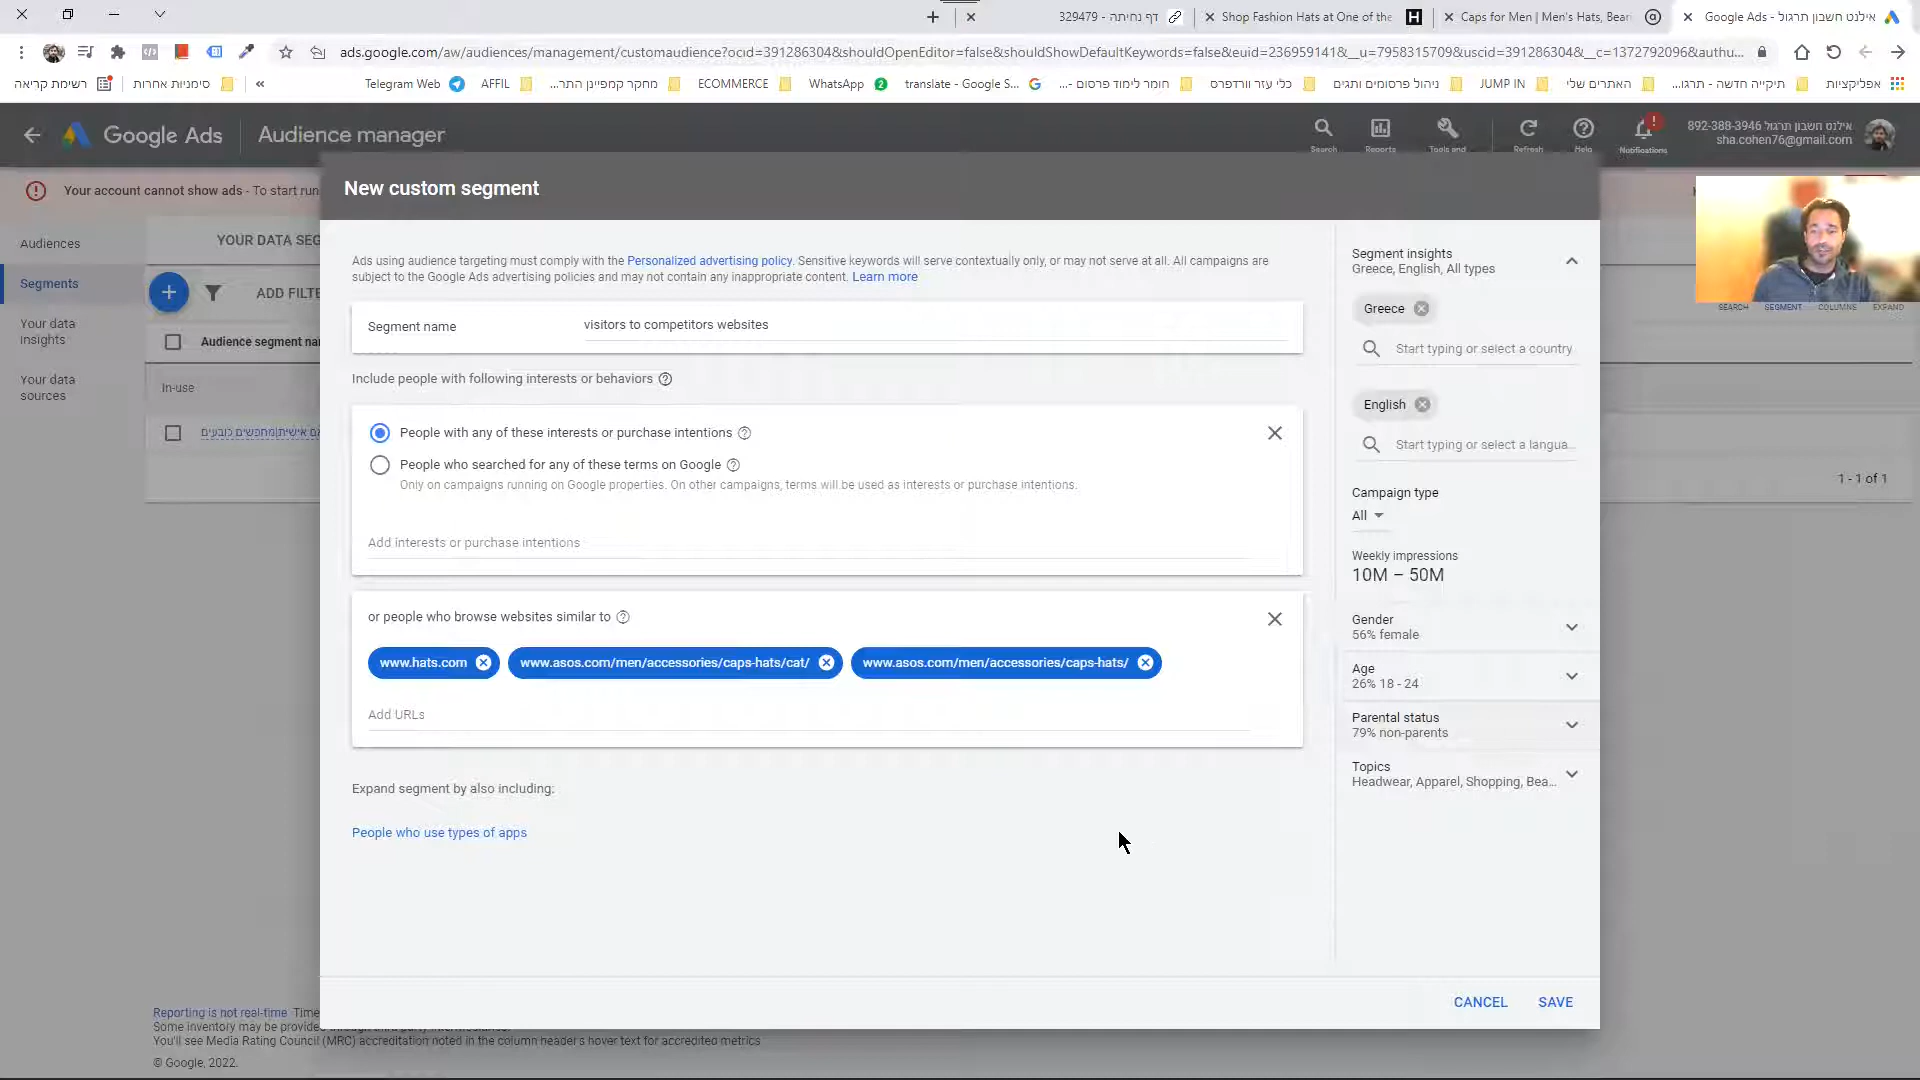 דף נחיתה - 329479
Shop Fashion Hats at One of the
Caps for Men | Men's Hats, Bean
Google Ads - אילנס חשבון תרגול
ads.google.com/aw/audiences/management/customaudience?ocid=391286304&shouldOpenEditor=false&shouldShowDefaultKeywords=false&euid=236959141&__u=7958315709&uscid=391286304&__c=1372792096&authu...
רשימת קריאה
סימניות אחרות
«
Telegram Web
AFFIL
מחקר קמפיין התר...
ECOMMERCE
WhatsApp
translate - Google S...
חומר לימוד פרסום -...
כלי עזר וורדפרס
ניהול פרסומים ותגים
JUMP IN
האתרים שלי
תיקייה חדשה - תרגו...
אפליקציות
Google Ads
Audience manager
Search
Reports
Tools and
Refresh
Help
Notifications
892-388-3946 אילנס חשבון תרגול
sha.cohen76@gmail.com
Your account cannot show ads - To start run
New custom segment
Audiences
Segments
Your data
insights
Your data
sources
YOUR DATA SEG
ADD FILTE
Audience segment nar
In-use
SEARCH
SEGMENT
COLUMNS
EXPAND
1 - 1 of 1
Ads using audience targeting must comply with the Personalized advertising policy. Sensitive keywords will serve contextually only, or may not serve at all. All campaigns are
subject to the Google Ads advertising policies and may not contain any inappropriate content. Learn more
Segment name
visitors to competitors websites
Include people with following interests or behaviors
People with any of these interests or purchase intentions
People who searched for any of these terms on Google
Only on campaigns running on Google properties. On other campaigns, terms will be used as interests or purchase intentions.
Add interests or purchase intentions
or people who browse websites similar to
www.hats.com
www.asos.com/men/accessories/caps-hats/cat/
www.asos.com/men/accessories/caps-hats/
Add URLs
Expand segment by also including:
People who use types of apps
Segment insights
Greece, English, All types
Greece
Start typing or select a country
English
Start typing or select a langua...
Campaign type
All
Weekly impressions
10M – 50M
Gender
56% female
Age
26% 18 - 24
Parental status
79% non-parents
Topics
Headwear, Apparel, Shopping, Bea...
CANCEL
SAVE
Reporting is not real-time. Time
Some inventory may be provided through third party intermediaries.
You'll see Media Rating Council (MRC) accreditation noted in the column header's hover text for accredited metrics
© Google, 2022.